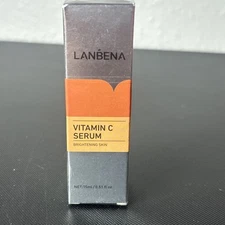 LANBENA
VITAMIN C
SERUM
BRIGHTENING SKIN